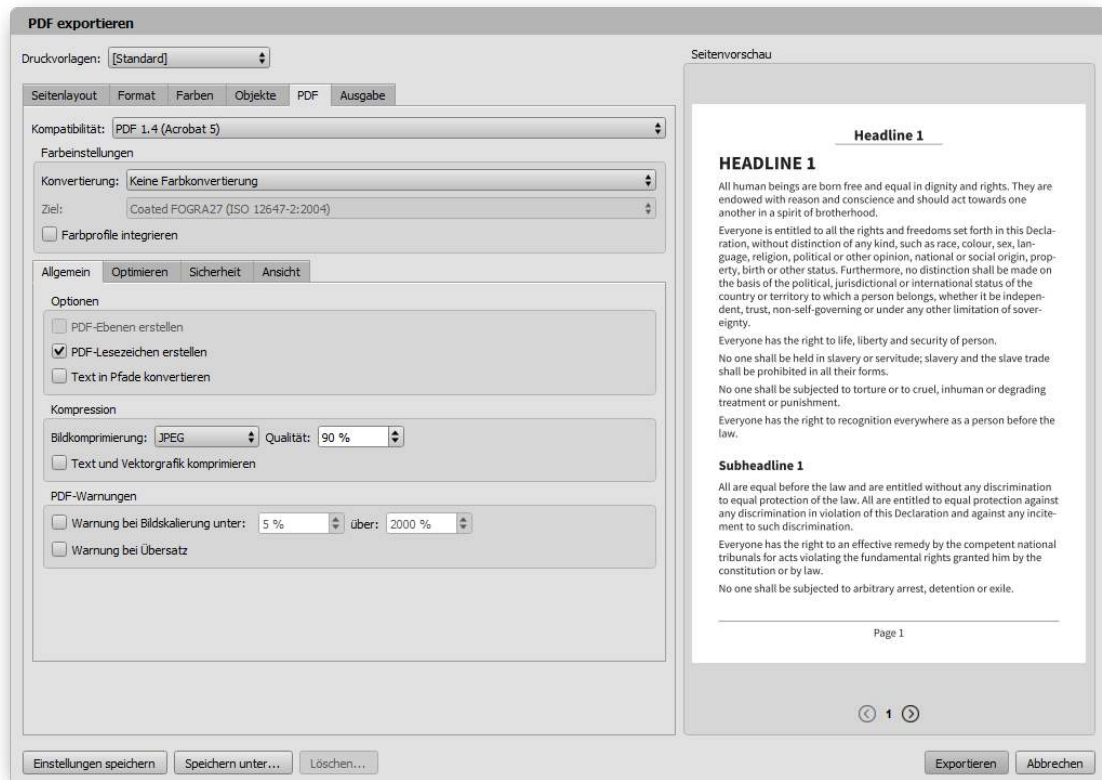 PDF exportieren
Druckvorlagen: [Standard]
Seitenlayout Format Farben Objekte PDF Ausgabe
Kompatibilität: PDF 1.4 (Acrobat 5)
Farbeinstellungen
Konvertierung: Keine Farbkonvertierung
Ziel: Coated FOGRA27 (ISO 12647-2:2004)
Farbprofile integrieren
Allgemein Optimieren Sicherheit Ansicht
Optionen
PDF-Ebenen erstellen
PDF-Lesezeichen erstellen
Text in Pfade konvertieren
Kompression
Bildkomprimierung: JPEG Qualität: 90 %
Text und Vektorgrafik komprimieren
PDF-Warnungen
Warnung bei Bildskalierung unter: 5 % über: 2000 %
Warnung bei Übersatz
Einstellungen speichern Speichern unter... Löschen...
Seitenvorschau
Headline 1
HEADLINE 1
All human beings are born free and equal in dignity and rights. They are
endowed with reason and conscience and should act towards one
another in a spirit of brotherhood.
Everyone is entitled to all the rights and freedoms set forth in this Decla-
ration, without distinction of any kind, such as race, colour, sex, lan-
guage, religion, political or other opinion, national or social origin, prop-
erty, birth or other status. Furthermore, no distinction shall be made on
the basis of the political, jurisdictional or international status of the
country or territory to which a person belongs, whether it be indepen-
dent, trust, non-self-governing or under any other limitation of sover-
eignty.
Everyone has the right to life, liberty and security of person.
No one shall be held in slavery or servitude; slavery and the slave trade
shall be prohibited in all their forms.
No one shall be subjected to torture or to cruel, inhuman or degrading
treatment or punishment.
Everyone has the right to recognition everywhere as a person before the
law.
Subheadline 1
All are equal before the law and are entitled without any discrimination
to equal protection of the law. All are entitled to equal protection against
any discrimination in violation of this Declaration and against any incite-
ment to such discrimination.
Everyone has the right to an effective remedy by the competent national
tribunals for acts violating the fundamental rights granted him by the
constitution or by law.
No one shall be subjected to arbitrary arrest, detention or exile.
Page 1
1
Exportieren Abbrechen